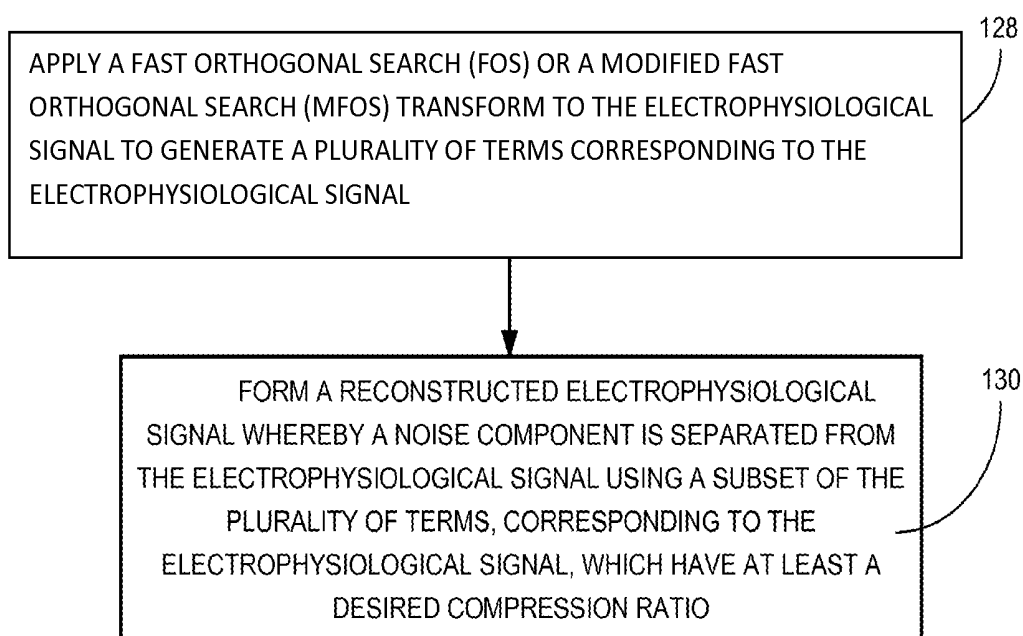 128
APPLY A FAST ORTHOGONAL SEARCH (FOS) OR A MODIFIED FAST
ORTHOGONAL SEARCH (MFOS) TRANSFORM TO THE ELECTROPHYSIOLOGICAL
SIGNAL TO GENERATE A PLURALITY OF TERMS CORRESPONDING TO THE
ELECTROPHYSIOLOGICAL SIGNAL
130
FORM A RECONSTRUCTED ELECTROPHYSIOLOGICAL
SIGNAL WHEREBY A NOISE COMPONENT IS SEPARATED FROM
THE ELECTROPHYSIOLOGICAL SIGNAL USING A SUBSET OF THE
PLURALITY OF TERMS, CORRESPONDING TO THE
ELECTROPHYSIOLOGICAL SIGNAL, WHICH HAVE AT LEAST A
DESIRED COMPRESSION RATIO